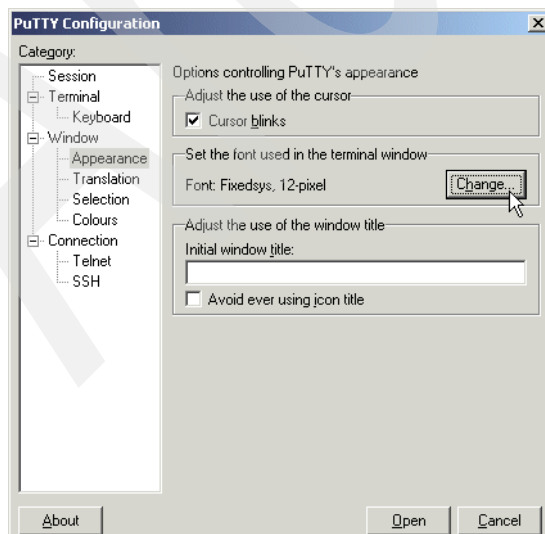 PuTTY Configuration
Category:
Session
Terminal
Keyboard
Window
Appearance
Translation
Selection
Colours
Connection
Telnet
SSH
Options controlling PuTTY's appearance
Adjust the use of the cursor
Cursor blinks
Set the font used in the terminal window
Font: Fixedsys, 12-pixel
Change...
Adjust the use of the window title
Initial window title:
Avoid ever using icon title
About
Open
Cancel